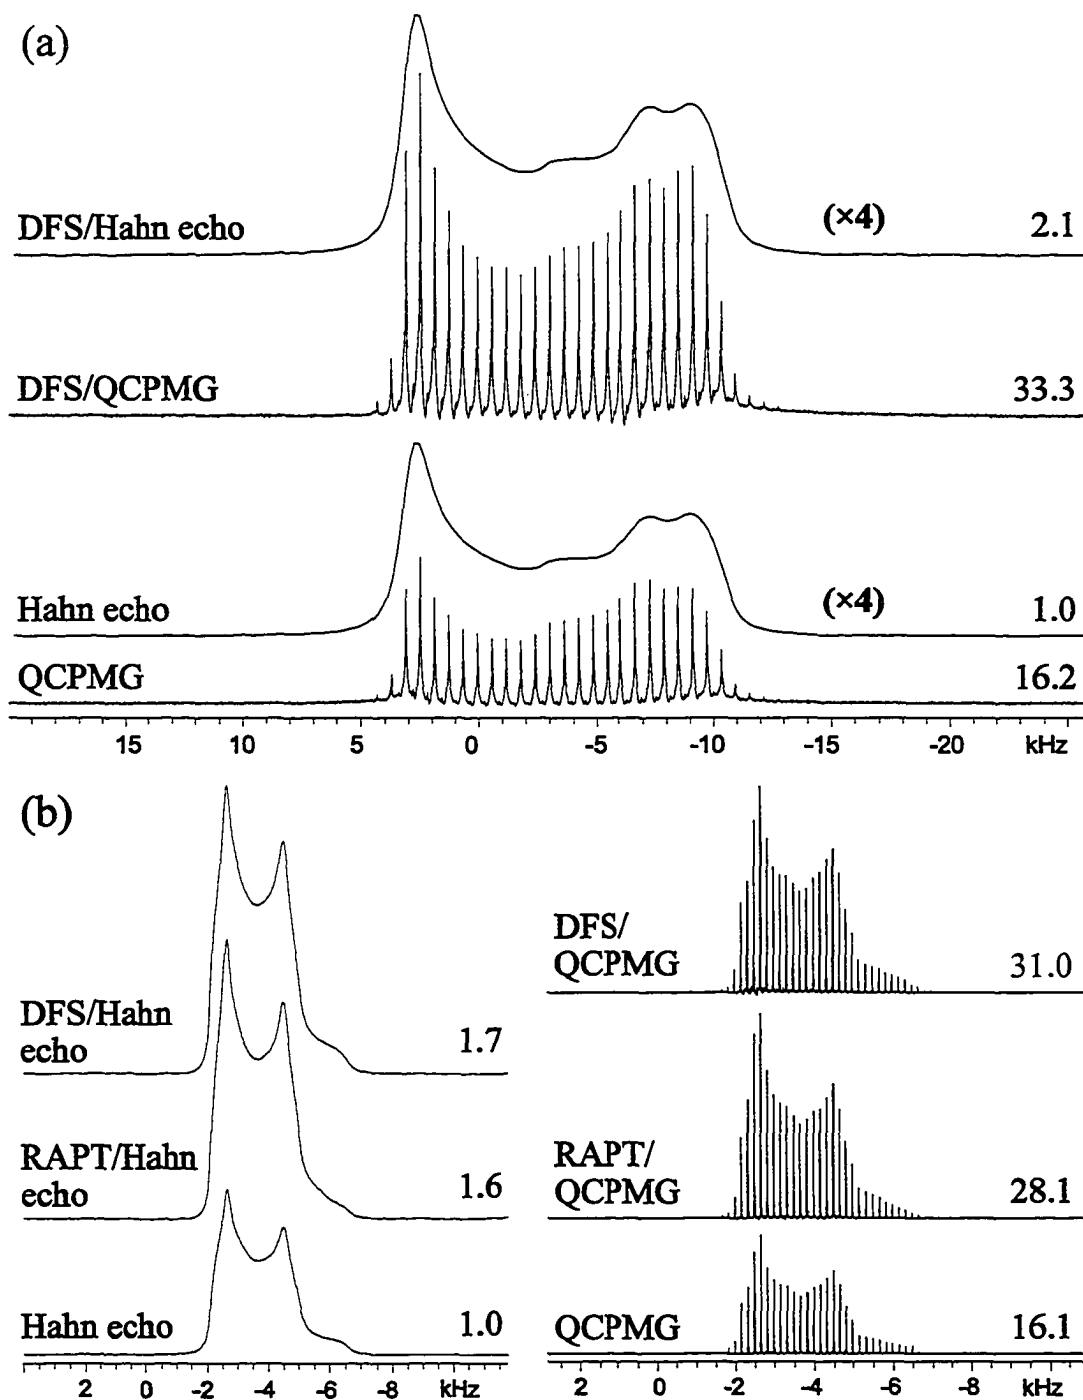 (a)
DFS/Hahn echo (×4) 2.1
DFS/QCPMG 33.3
Hahn echo (×4) 1.0
QCPMG 16.2
15 10 5 0 -5 -10 -15 -20 kHz
(b)
DFS/Hahn
echo
1.7
RAPT/Hahn
echo
1.6
Hahn echo 1.0
2 0 -2 -4 -6 -8 kHz
DFS/
QCPMG
31.0
RAPT/
QCPMG
28.1
QCPMG 16.1
2 0 -2 -4 -6 -8 kHz